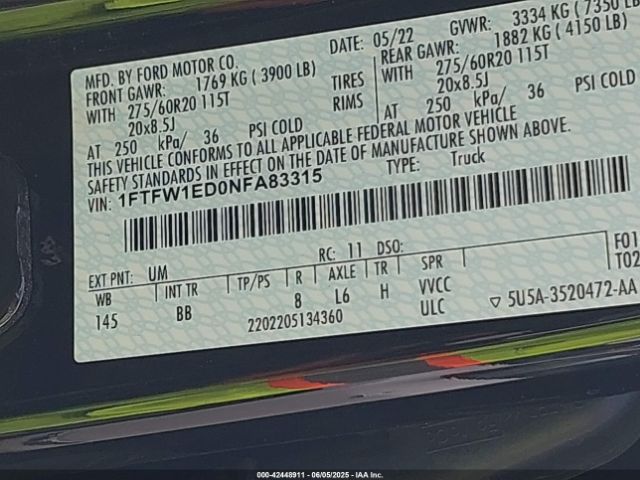 MFD. BY FORD MOTOR CO.
DATE: 05/22 GVWR: 3334 KG ( 7350 LB
FRONT GAWR: 1769 KG ( 3900 LB)
REAR GAWR: 1882 KG ( 4150 LB)
WITH 275/60R20 115T TIRES WITH 275/60R20 115T
20x8.5J RIMS 20x8.5J
AT 250 kPa/ 36 PSI COLD AT 250 kPa/ 36 PSI COLD
THIS VEHICLE CONFORMS TO ALL APPLICABLE FEDERAL MOTOR VEHICLE
SAFETY STANDARDS IN EFFECT ON THE DATE OF MANUFACTURE SHOWN ABOVE.
VIN: 1FTFW1ED0NFA83315 TYPE: Truck
EXT PNT: UM RC: 11 DSO:
WB INT TR TP/PS R AXLE TR SPR F01
145 BB 8 L6 H VVCC T02
2202205134360 ULC ▽ 5U5A-3520472-AA
000-42448911 - 06/05/2025 - IAA Inc.